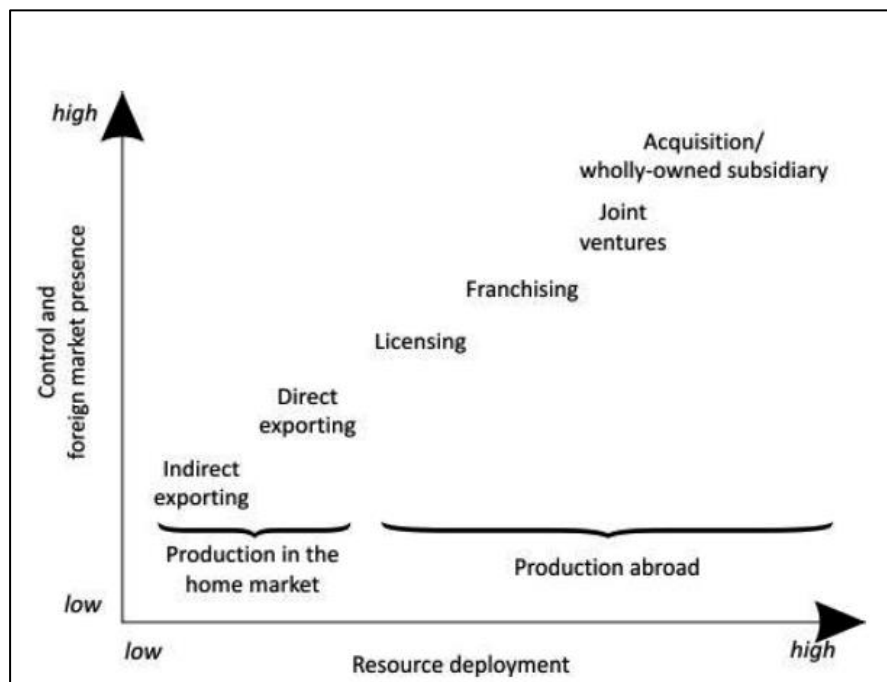 high
Acquisition/
wholly-owned subsidiary
Joint
ventures
Franchising
Licensing
Control and
foreign market presence
Direct
exporting
Indirect
exporting
Production in the
home market
Production abroad
low
low
Resource deployment
high